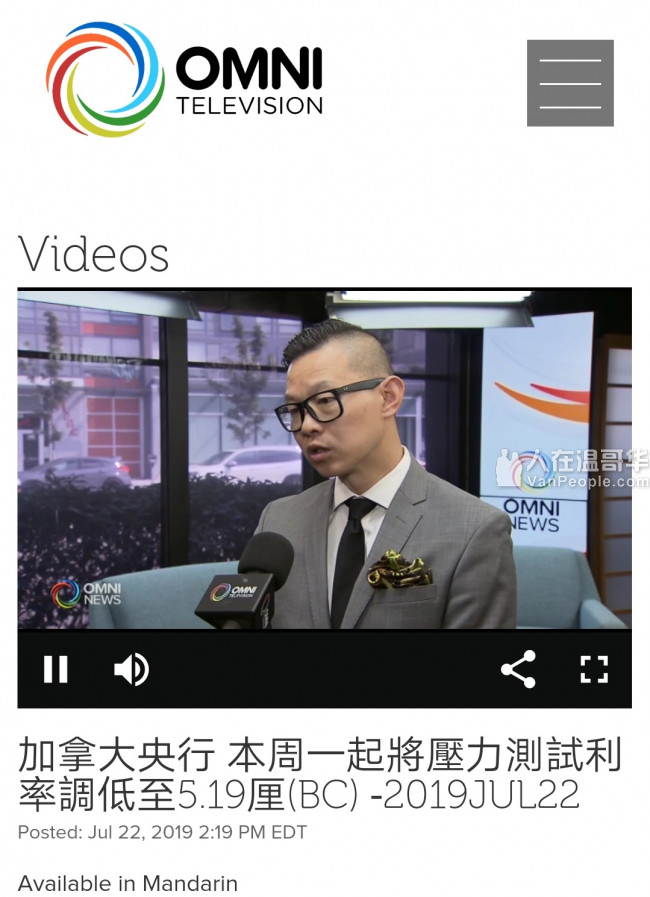 OMNI
TELEVISION
Videos
人在温哥华
VanPeople.com
OMNI
NEWS
OMNI
NEWS
OMNI
TELEVISION
加拿大央行 本周一起將壓力測試利
率調低至5.19厘(BC) -2019JUL22
Posted: Jul 22, 2019 2:19 PM EDT
Available in Mandarin